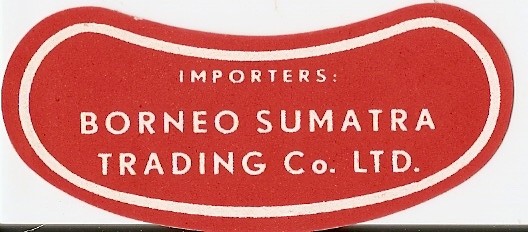 IMPORTERS:
BORNEO SUMATRA
TRADING Co. LTD.